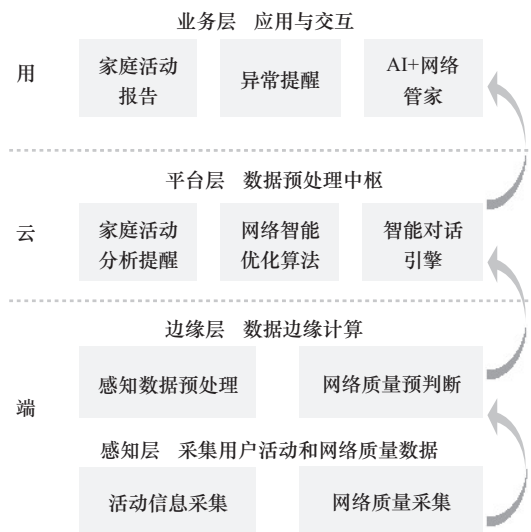 业务层 应用与交互
用
家庭活动
报告
异常提醒
AI+网络
管家
平台层 数据预处理中枢
云
家庭活动
分析提醒
网络智能
优化算法
智能对话
引擎
边缘层 数据边缘计算
端
感知数据预处理
网络质量预判断
感知层 采集用户活动和网络质量数据
活动信息采集
网络质量采集